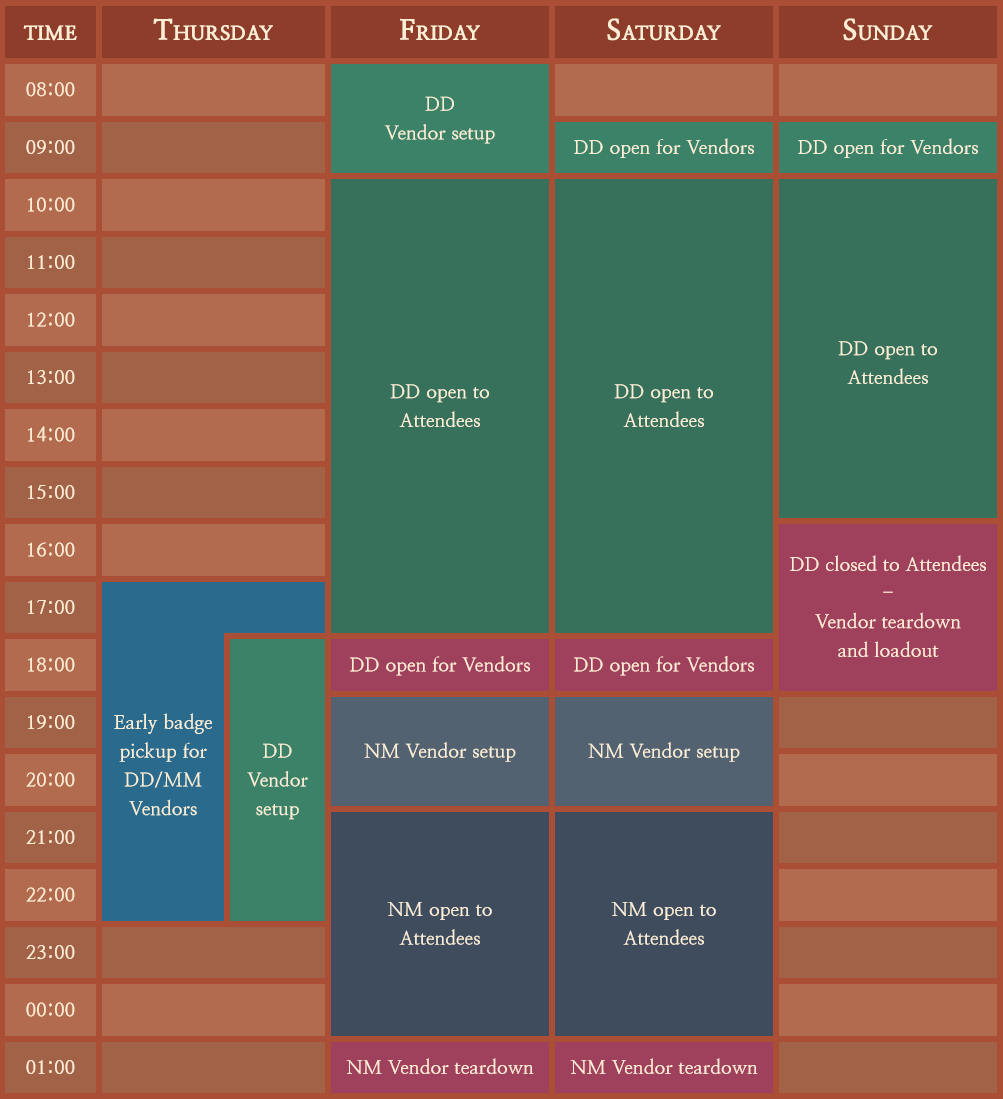 TIME
Thursday
Friday
Saturday
Sunday
08:00
DD
Vendor setup
09:00
DD open for Vendors
DD open for Vendors
10:00
11:00
12:00
13:00
DD open to
Attendees
DD open to
Attendees
DD open to
Attendees
14:00
15:00
16:00
DD closed to Attendees
–
Vendor teardown
and loadout
17:00
Early badge
pickup for
DD/MM
Vendors
18:00
DD
Vendor
setup
DD open for Vendors
DD open for Vendors
19:00
NM Vendor setup
NM Vendor setup
20:00
21:00
NM open to
Attendees
NM open to
Attendees
22:00
23:00
00:00
01:00
NM Vendor teardown
NM Vendor teardown